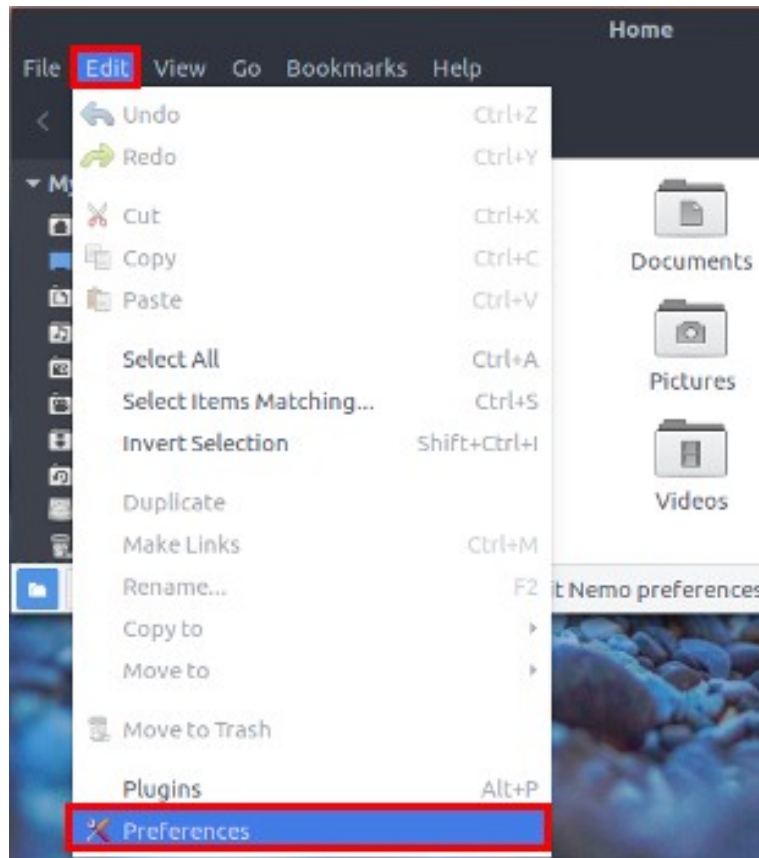 Home
File Edit View Go Bookmarks Help
Undo Ctrl+Z
Redo Ctrl+Y
My
Cut Ctrl+X
Copy Ctrl+C
Documents
Paste Ctrl+V
Select All Ctrl+A
Pictures
Select Items Matching... Ctrl+S
Invert Selection Shift+Ctrl+I
Duplicate
Videos
Make Links Ctrl+M
Rename... F2
t Nemo preferences
Copy to
Move to
Move to Trash
Plugins Alt+P
Preferences